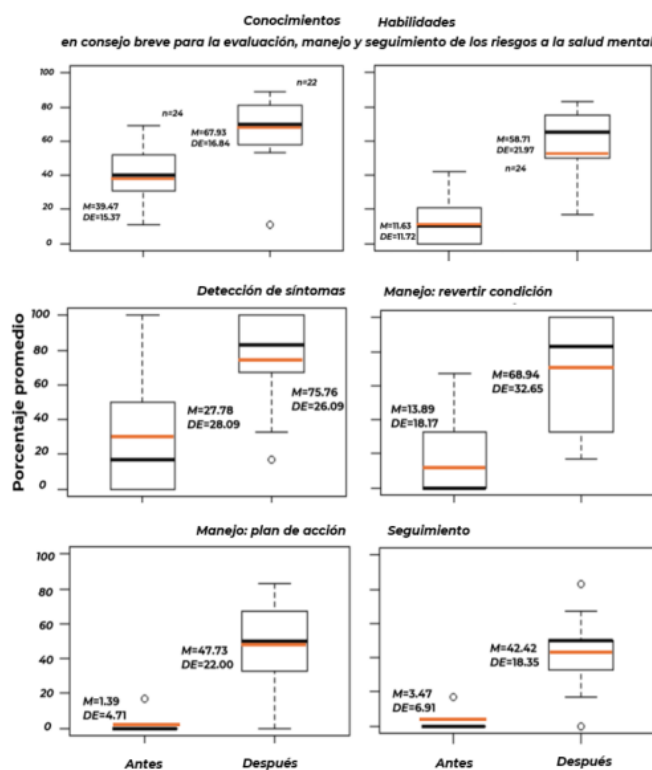 Conocimientos Habilidades
en consejo breve para la evaluación, manejo y seguimiento de los riesgos a la salud mental
100
80
60
40
20
0
n=24
n=22
M=39.47
DE=15.37
M=67.93
DE=16.84
M=11.63
DE=11.72
M=58.71
DE=21.97
n=24
Detección de síntomas Manejo: revertir condición
Porcentaje promedio
100
80
60
40
20
0
M=27.78
DE=28.09
M=75.76
DE=26.09
M=13.89
DE=18.17
M=68.94
DE=32.65
Manejo: plan de acción Seguimiento
100
80
60
40
20
0
M=1.39
DE=4.71
M=47.73
DE=22.00
M=3.47
DE=6.91
M=42.42
DE=18.35
Antes Después Antes Después